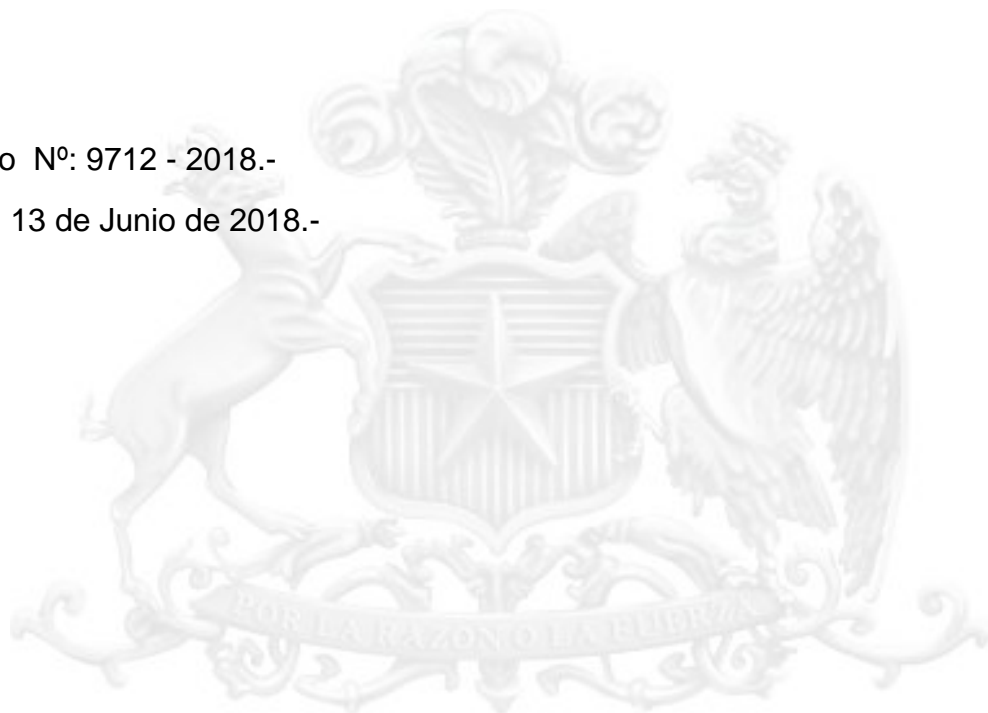 o Nº: 9712 - 2018.-
13 de Junio de 2018.-
POR LA RAZON O LA FUERZA